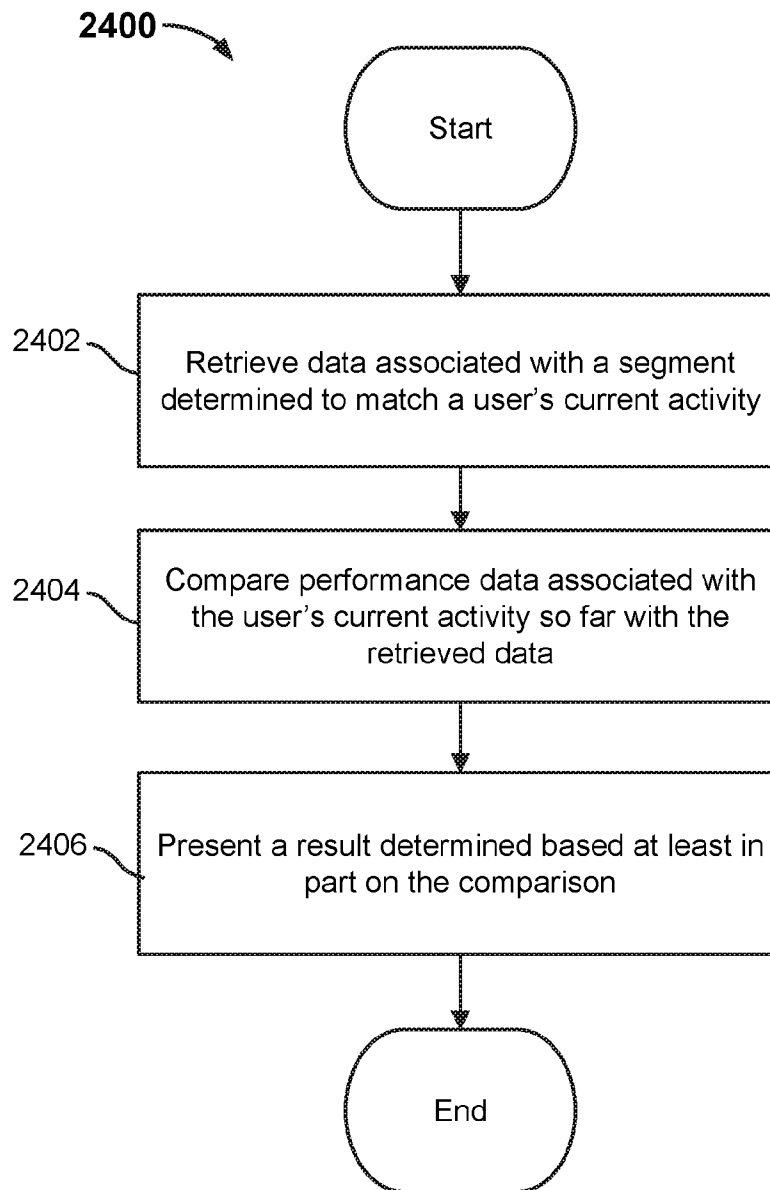 2400
Start
2402
Retrieve data associated with a segment
determined to match a user's current activity
2404
Compare performance data associated with
the user's current activity so far with the
retrieved data
2406
Present a result determined based at least in
part on the comparison
End